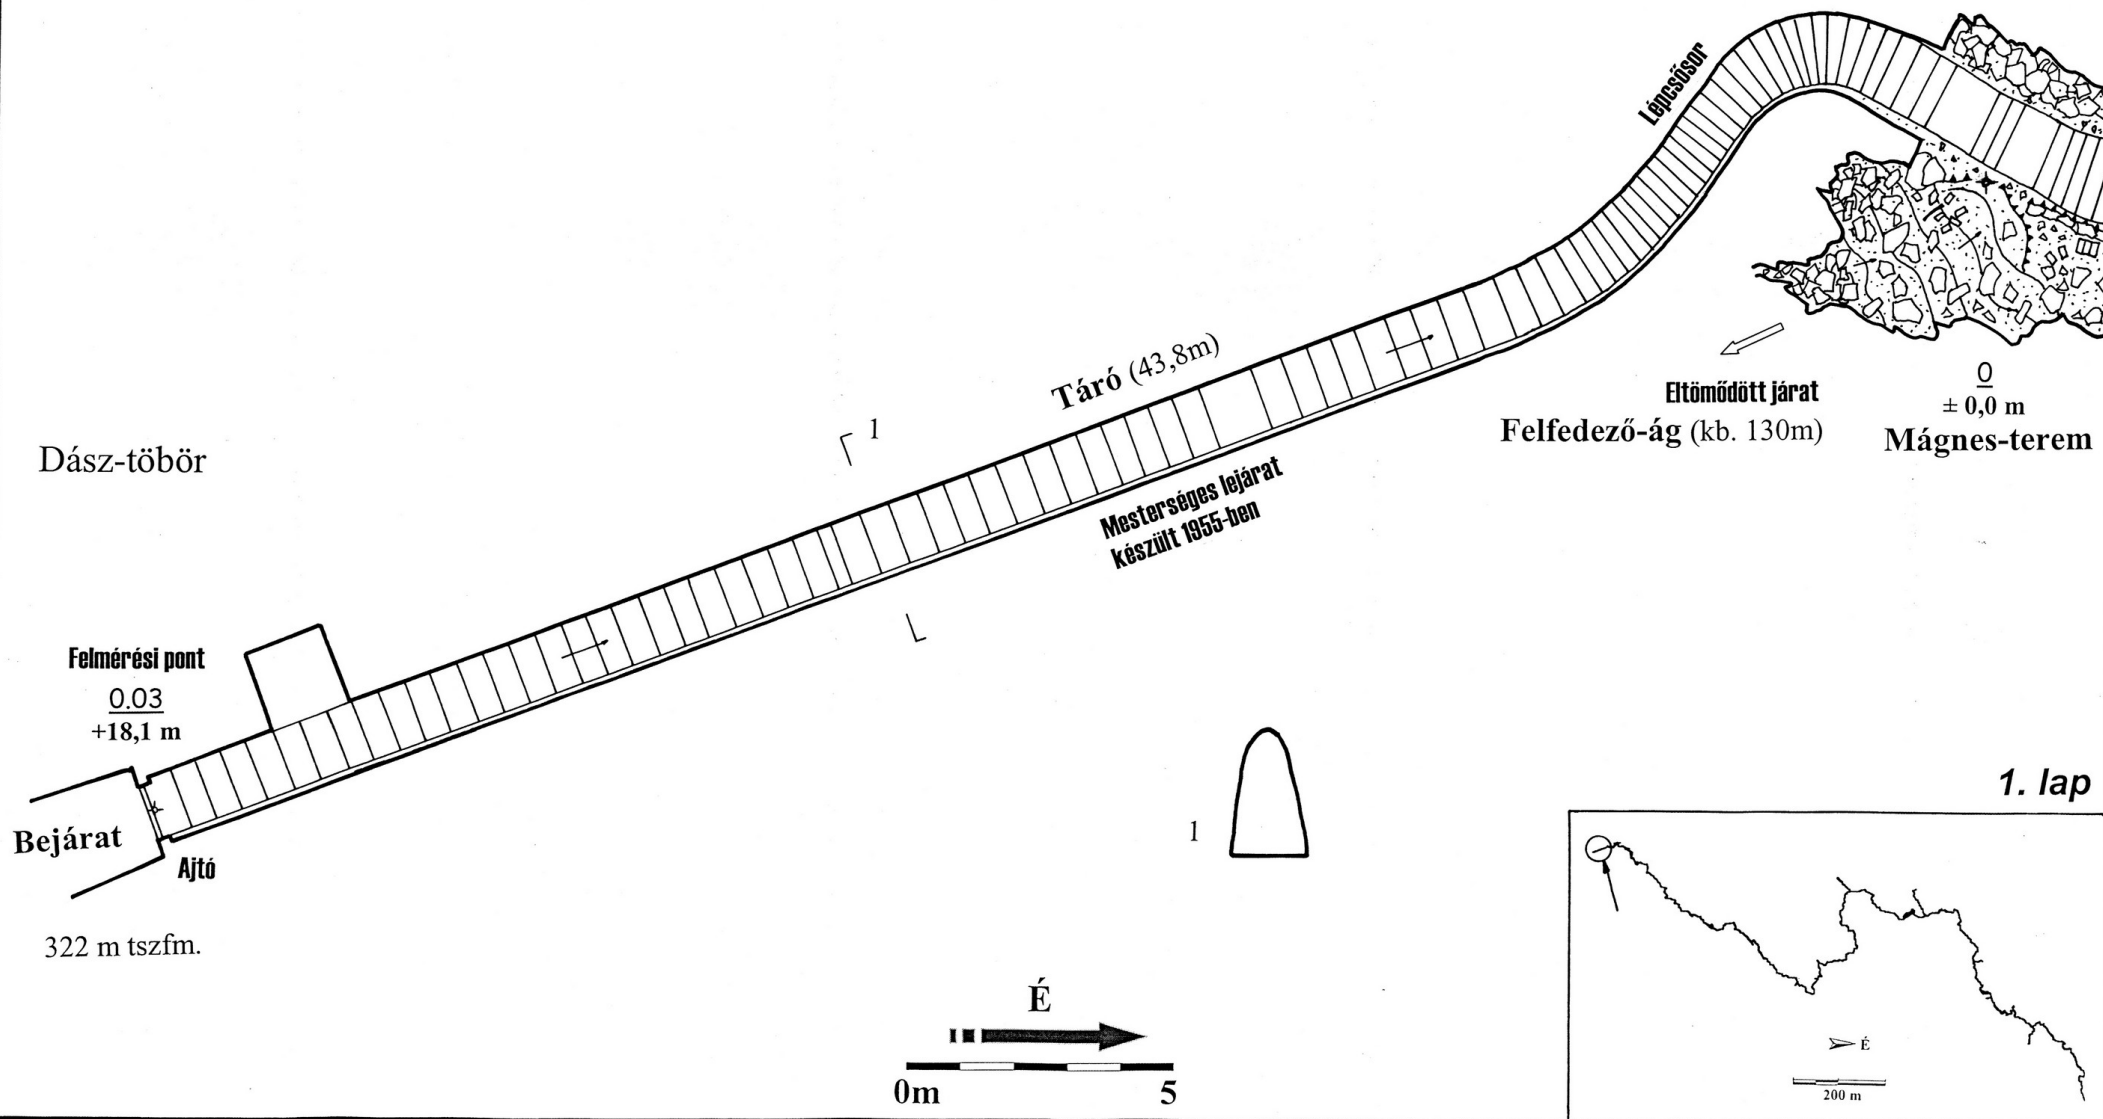 Lépcsősor
Táró (43,8m)
1
Eltömődött járat
Felfedező-ág (kb. 130m)
0
± 0,0 m
Mágnes-terem
Dász-töbör
Mesterséges lejárat
készült 1955-ben
Felmérési pont
0.03
+18,1 m
Bejárat
Ajtó
322 m tszfm.
1
1. lap
É
0m 5
É
200 m